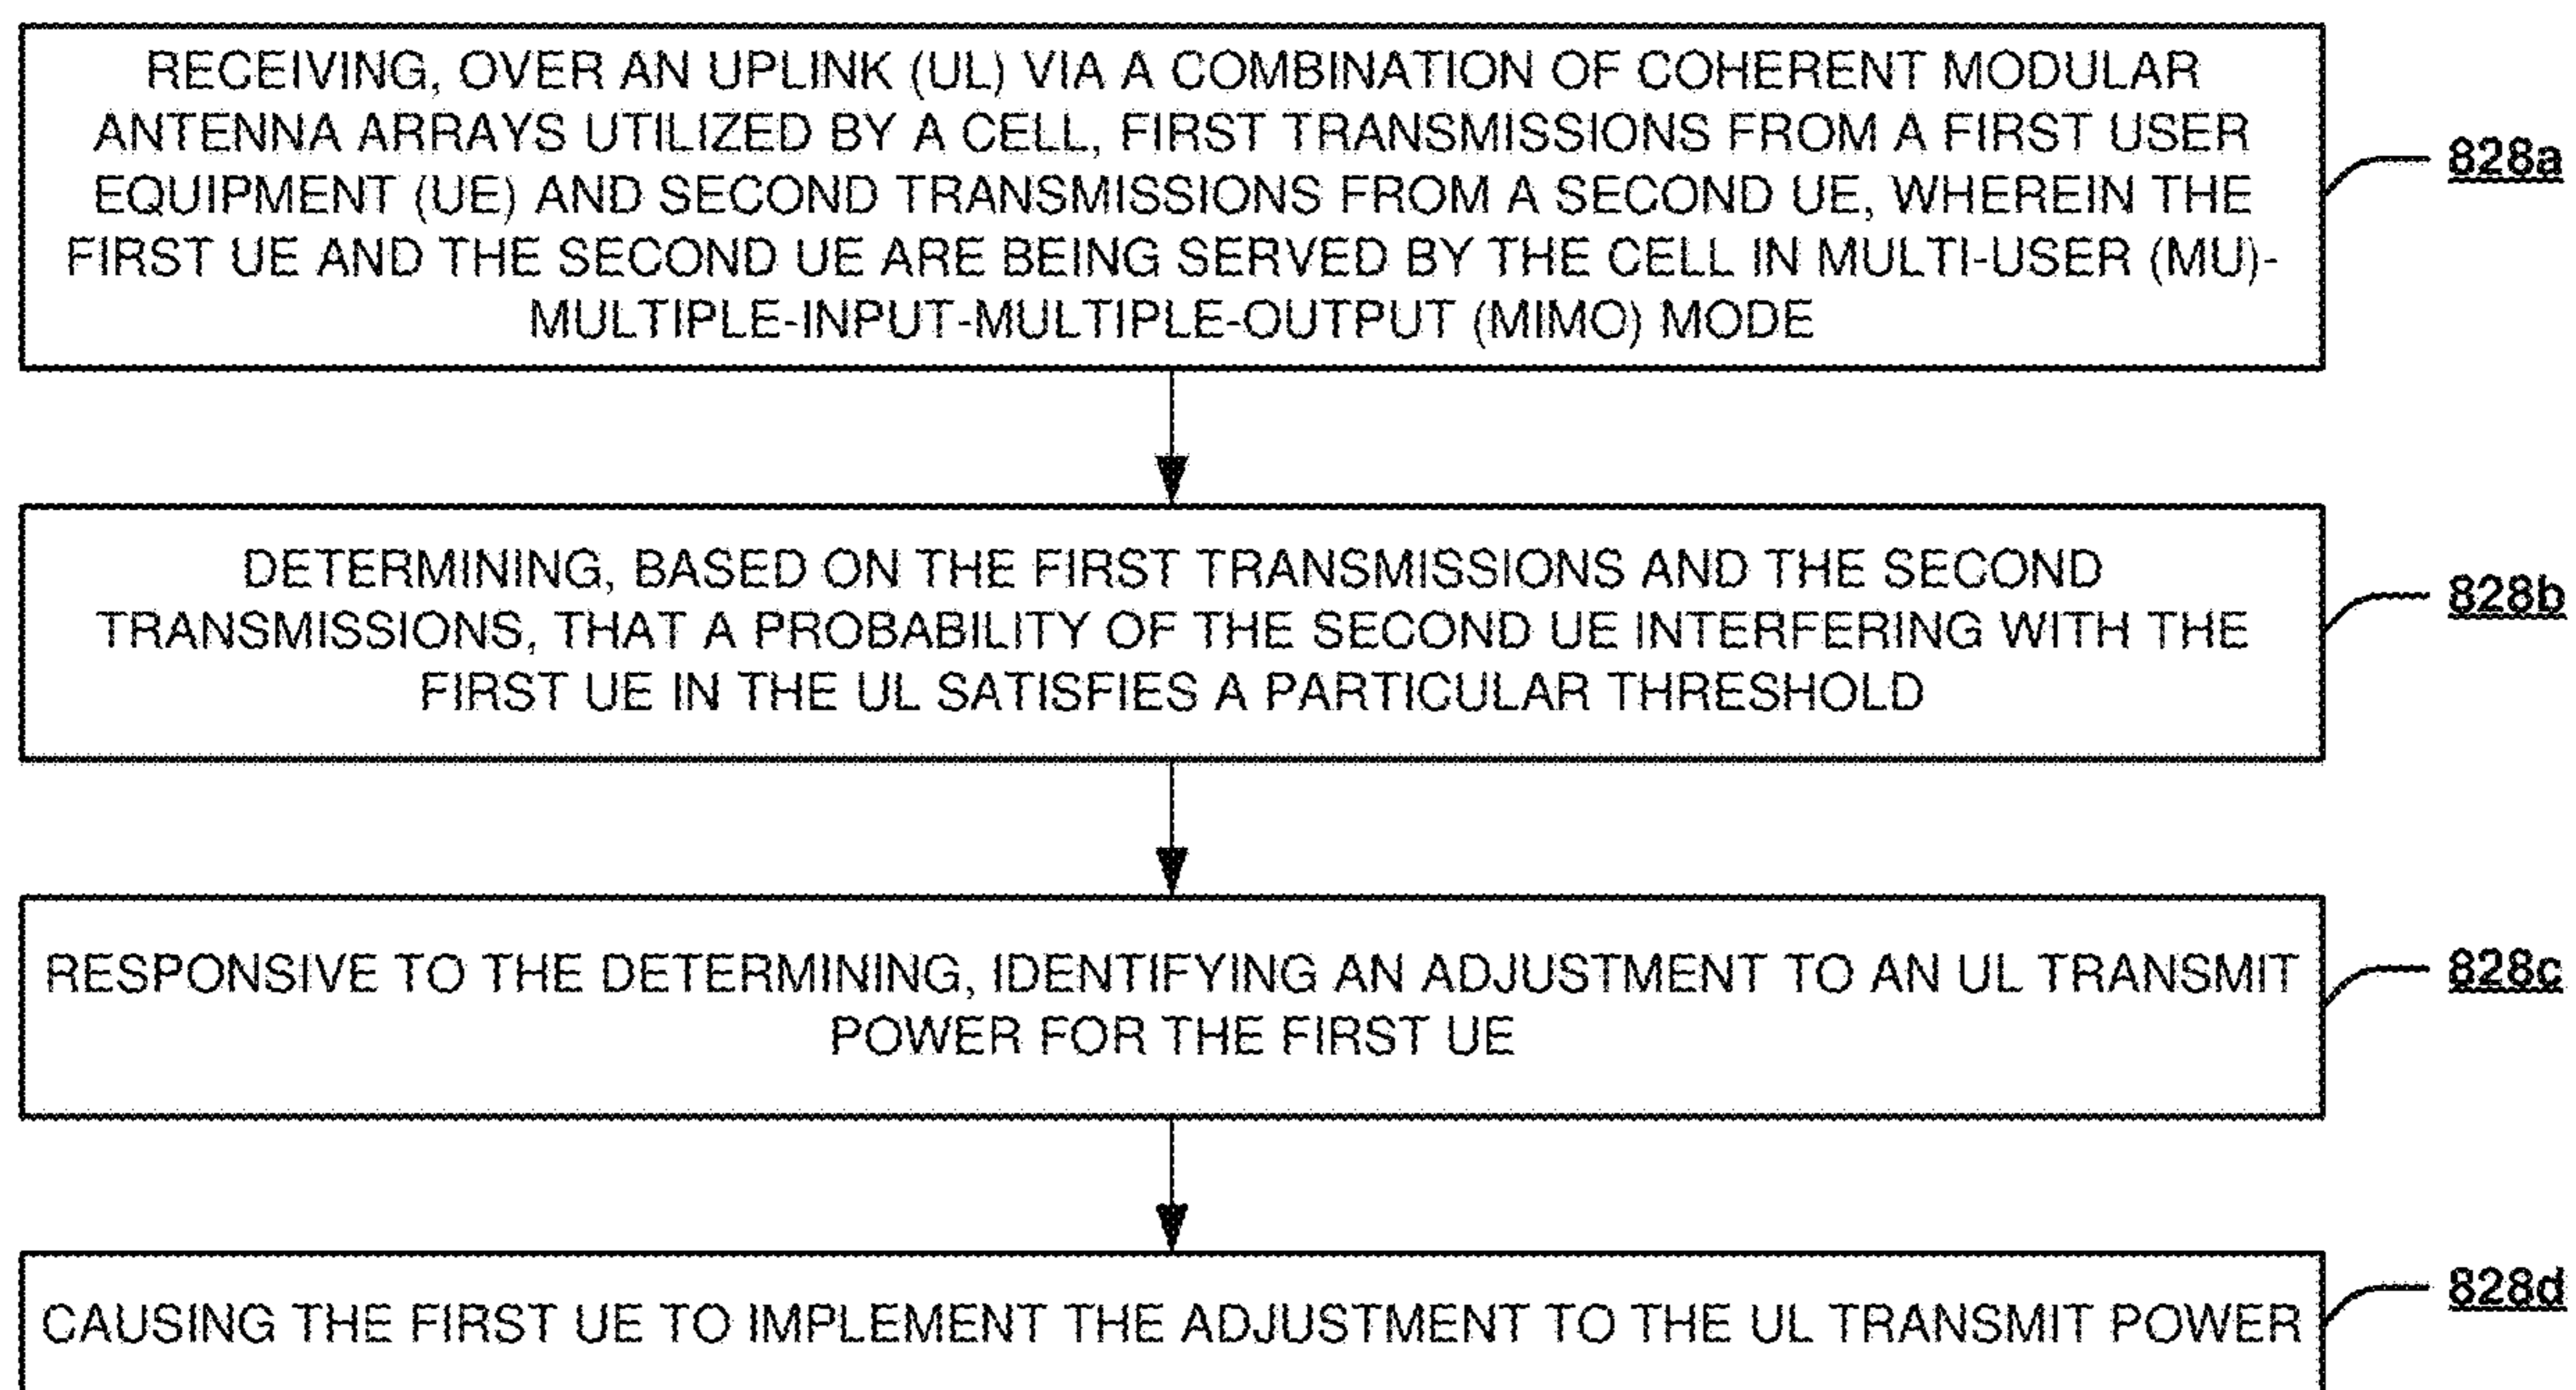 RECEIVING, OVER AN UPLINK (UL) VIA A COMBINATION OF COHERENT MODULAR
ANTENNA ARRAYS UTILIZED BY A CELL, FIRST TRANSMISSIONS FROM A FIRST USER
EQUIPMENT (UE) AND SECOND TRANSMISSIONS FROM A SECOND UE, WHEREIN THE
FIRST UE AND THE SECOND UE ARE BEING SERVED BY THE CELL IN MULTI-USER (MU)-
MULTIPLE-INPUT-MULTIPLE-OUTPUT (MIMO) MODE
828a
DETERMINING, BASED ON THE FIRST TRANSMISSIONS AND THE SECOND
TRANSMISSIONS, THAT A PROBABILITY OF THE SECOND UE INTERFERING WITH THE
FIRST UE IN THE UL SATISFIES A PARTICULAR THRESHOLD
828b
RESPONSIVE TO THE DETERMINING, IDENTIFYING AN ADJUSTMENT TO AN UL TRANSMIT
POWER FOR THE FIRST UE
828c
CAUSING THE FIRST UE TO IMPLEMENT THE ADJUSTMENT TO THE UL TRANSMIT POWER
828d